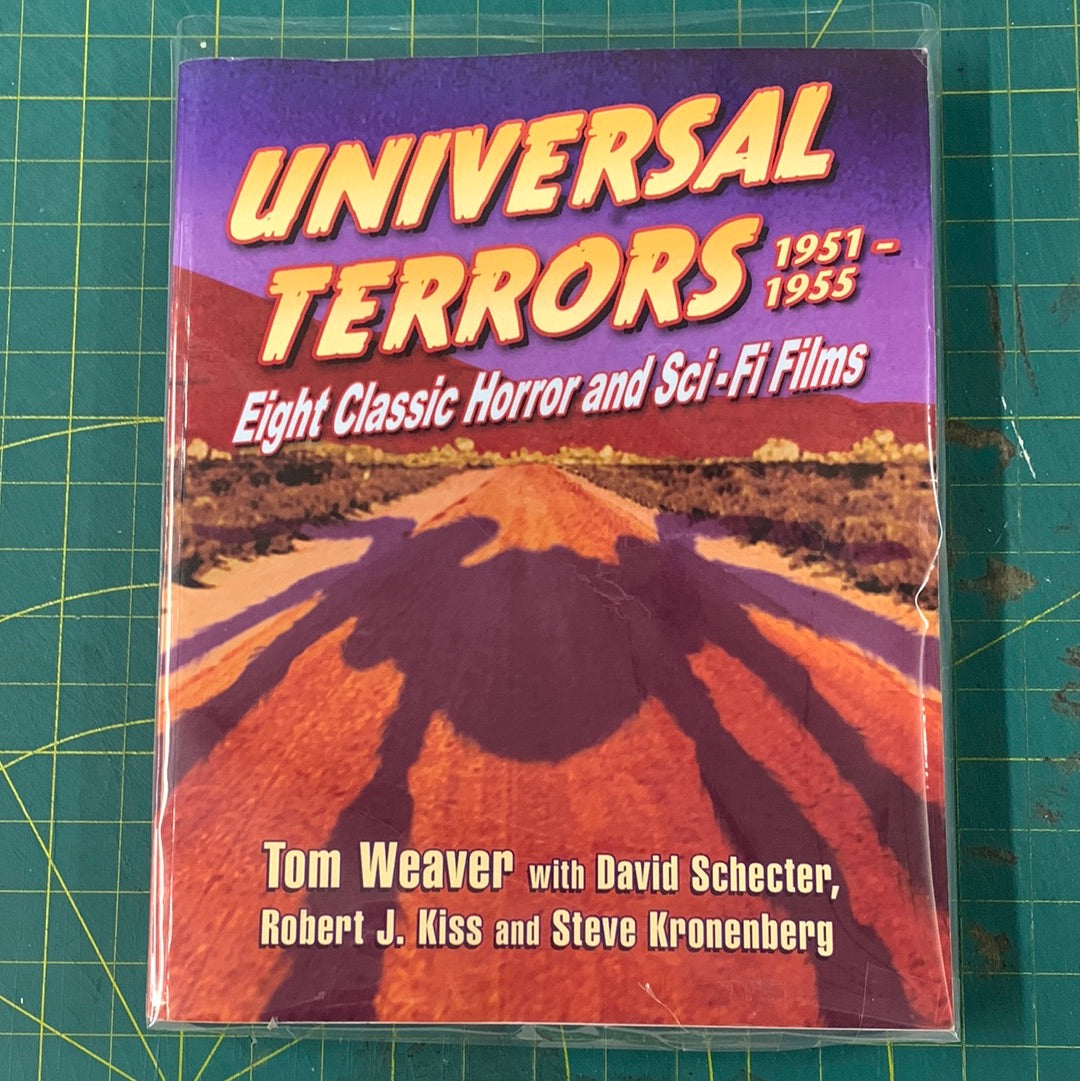 UNIVERSAL
TERRORS
1951 -
1955
Eight Classic Horror and Sci-Fi Films
Tom Weaver with David Schecter,
Robert J. Kiss and Steve Kronenberg